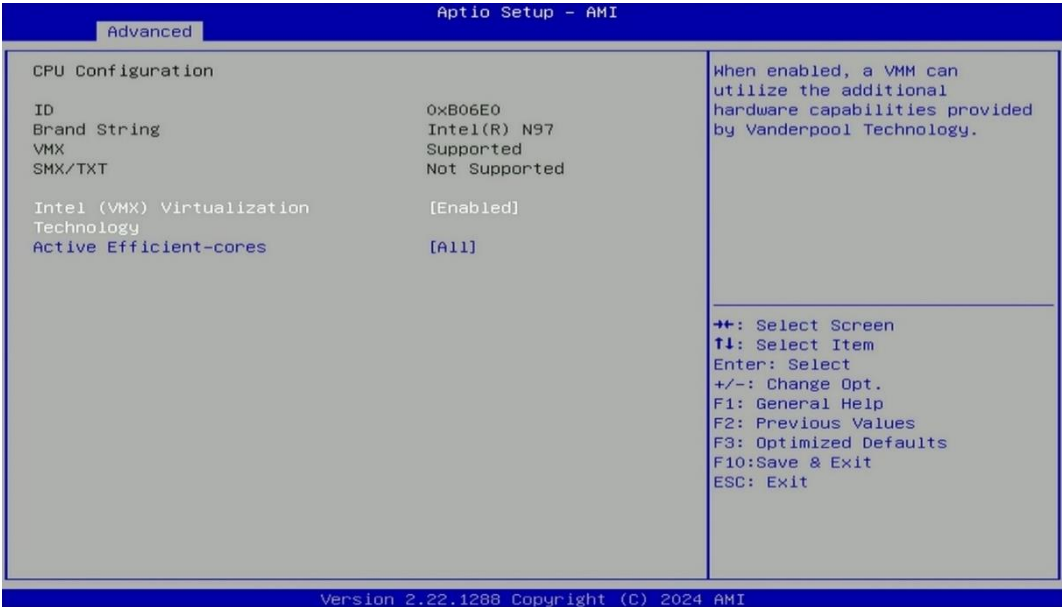 Aptio Setup – AMI
Advanced
CPU Configuration
ID 0xB06E0
Brand String Intel(R) N97
VMX Supported
SMX/TXT Not Supported
Intel (VMX) Virtualization [Enabled]
Technology
Active Efficient-cores [All]
When enabled, a VMM can
utilize the additional
hardware capabilities provided
by Vanderpool Technology.
→←: Select Screen
↑↓: Select Item
Enter: Select
+/-: Change Opt.
F1: General Help
F2: Previous Values
F3: Optimized Defaults
F10:Save & Exit
ESC: Exit
Version 2.22.1288 Copyright (C) 2024 AMI